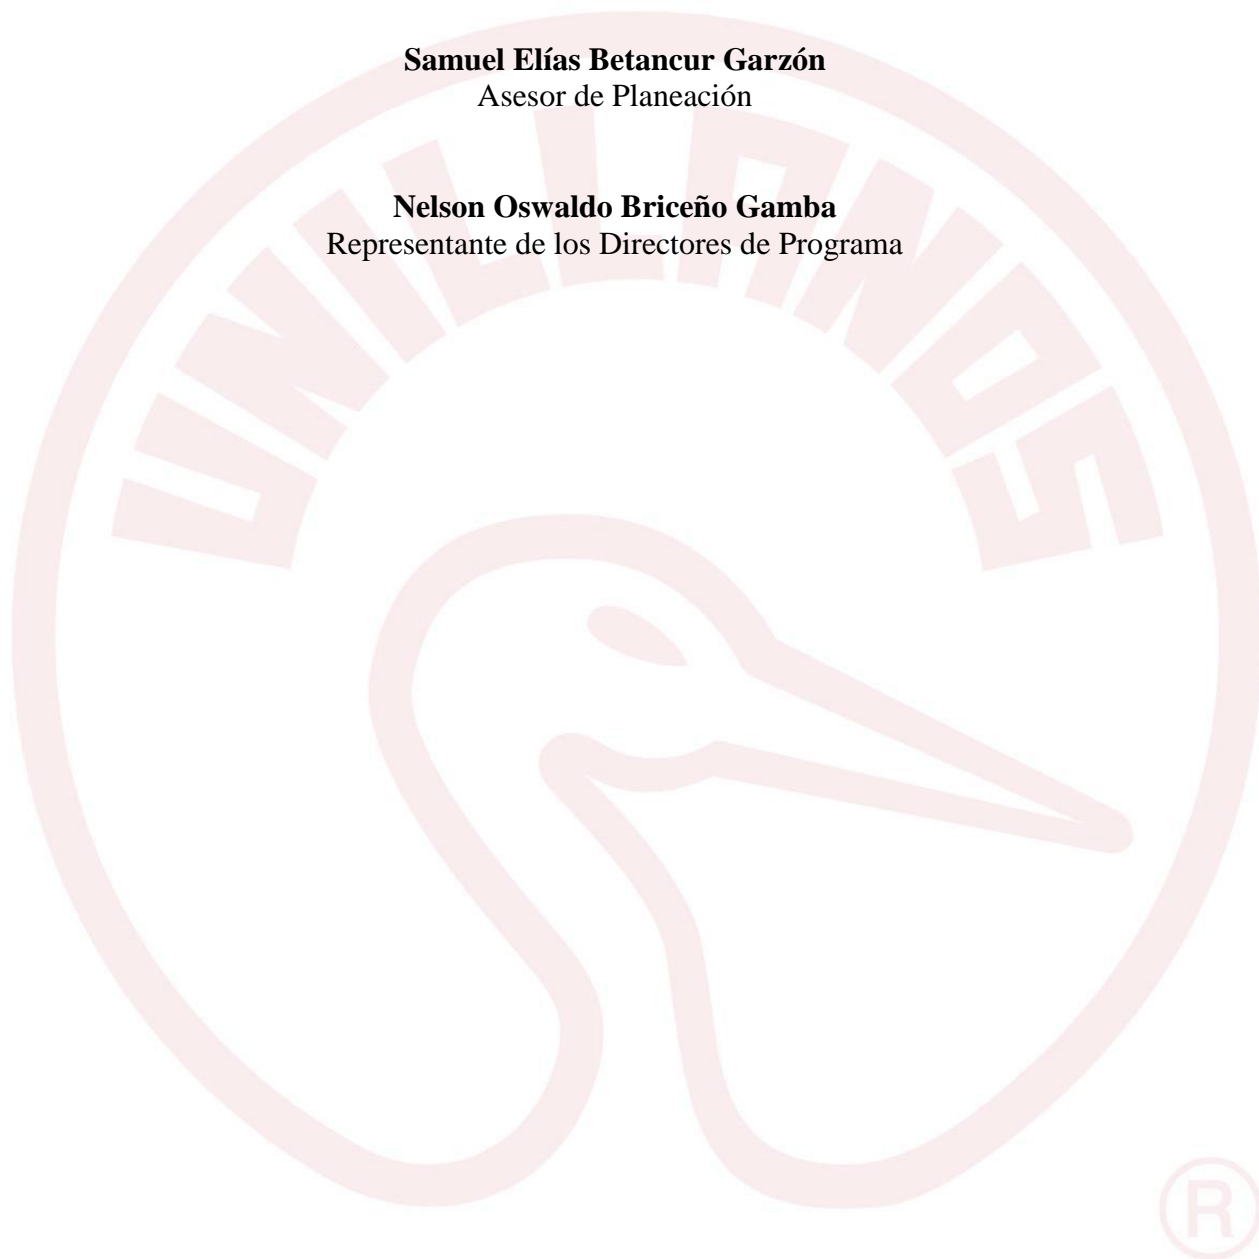 Samuel Elías Betancur Garzón
Asesor de Planeación
Nelson Oswaldo Briceño Gamba
Representante de los Directores de Programa
UNILLANOS
®